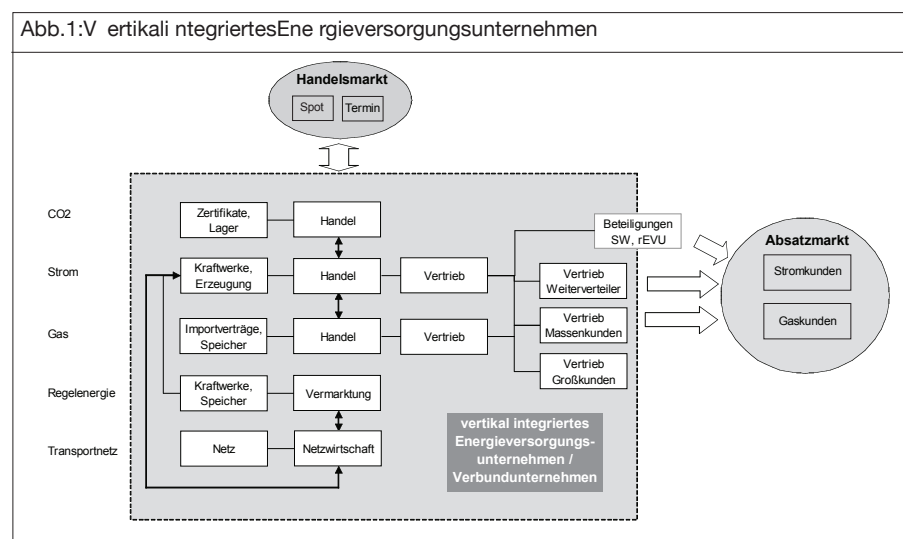 Abb.1:V ertikali ntegriertesEne rgieversorgungsunternehmen
Handelsmarkt
Spot
Termin
CO2
Zertifikate,
Lager
Handel
Beteiligungen
SW, rEVU
Absatzmarkt
Strom
Kraftwerke,
Erzeugung
Handel
Vertrieb
Vertrieb
Weiterverteiler
Stromkunden
Gas
Importverträge,
Speicher
Handel
Vertrieb
Vertrieb
Massenkunden
Gaskunden
Vertrieb
Großkunden
Regelenergie
Kraftwerke,
Speicher
Vermarktung
Transportnetz
Netz
Netzwirtschaft
vertikal integriertes
Energieversorgungs-
unternehmen /
Verbundunternehmen